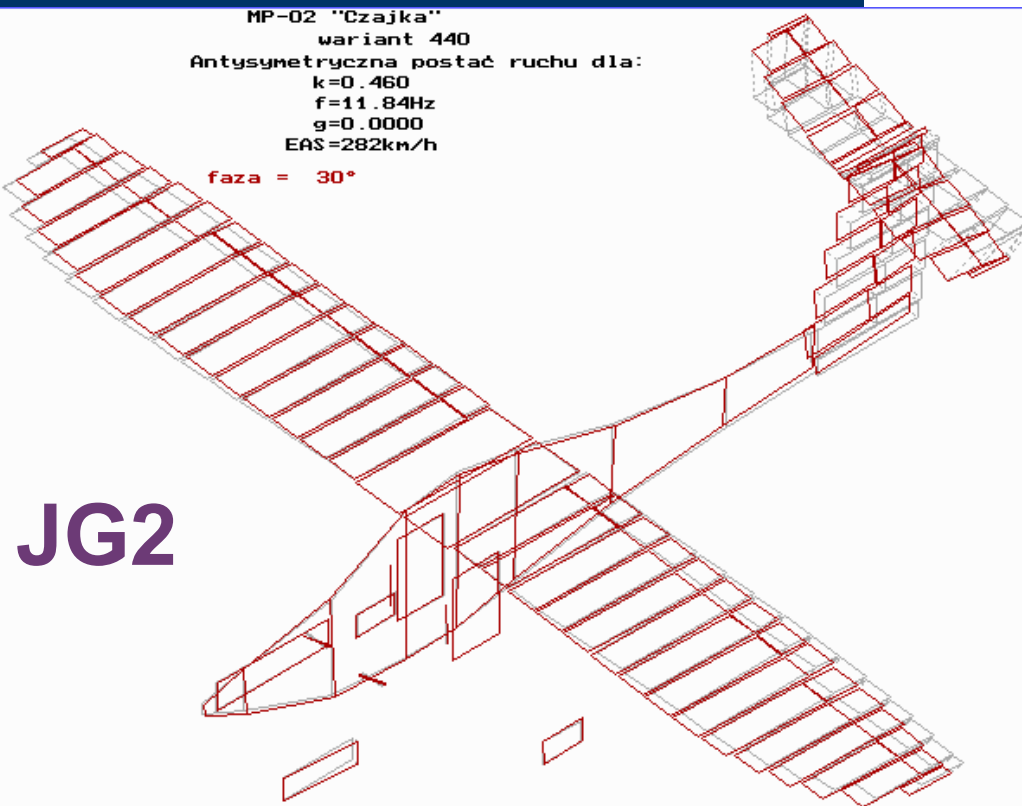 MP-02 "Czajka"
wariant 440
Antysymetryczna postać ruchu dla:
k=0.460
f=11.84Hz
g=0.0000
EAS=282km/h
faza = 30°
JG2